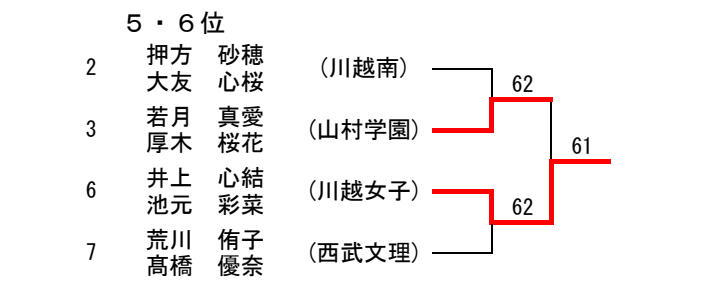 5・6位
2 押方 砂穂 (川越南)
大友 心桜
62
3 若月 真愛 (山村学園)
厚木 桜花
61
6 井上 心結 (川越女子)
池元 彩菜
62
7 荒川 侑子 (西武文理)
髙橋 優奈